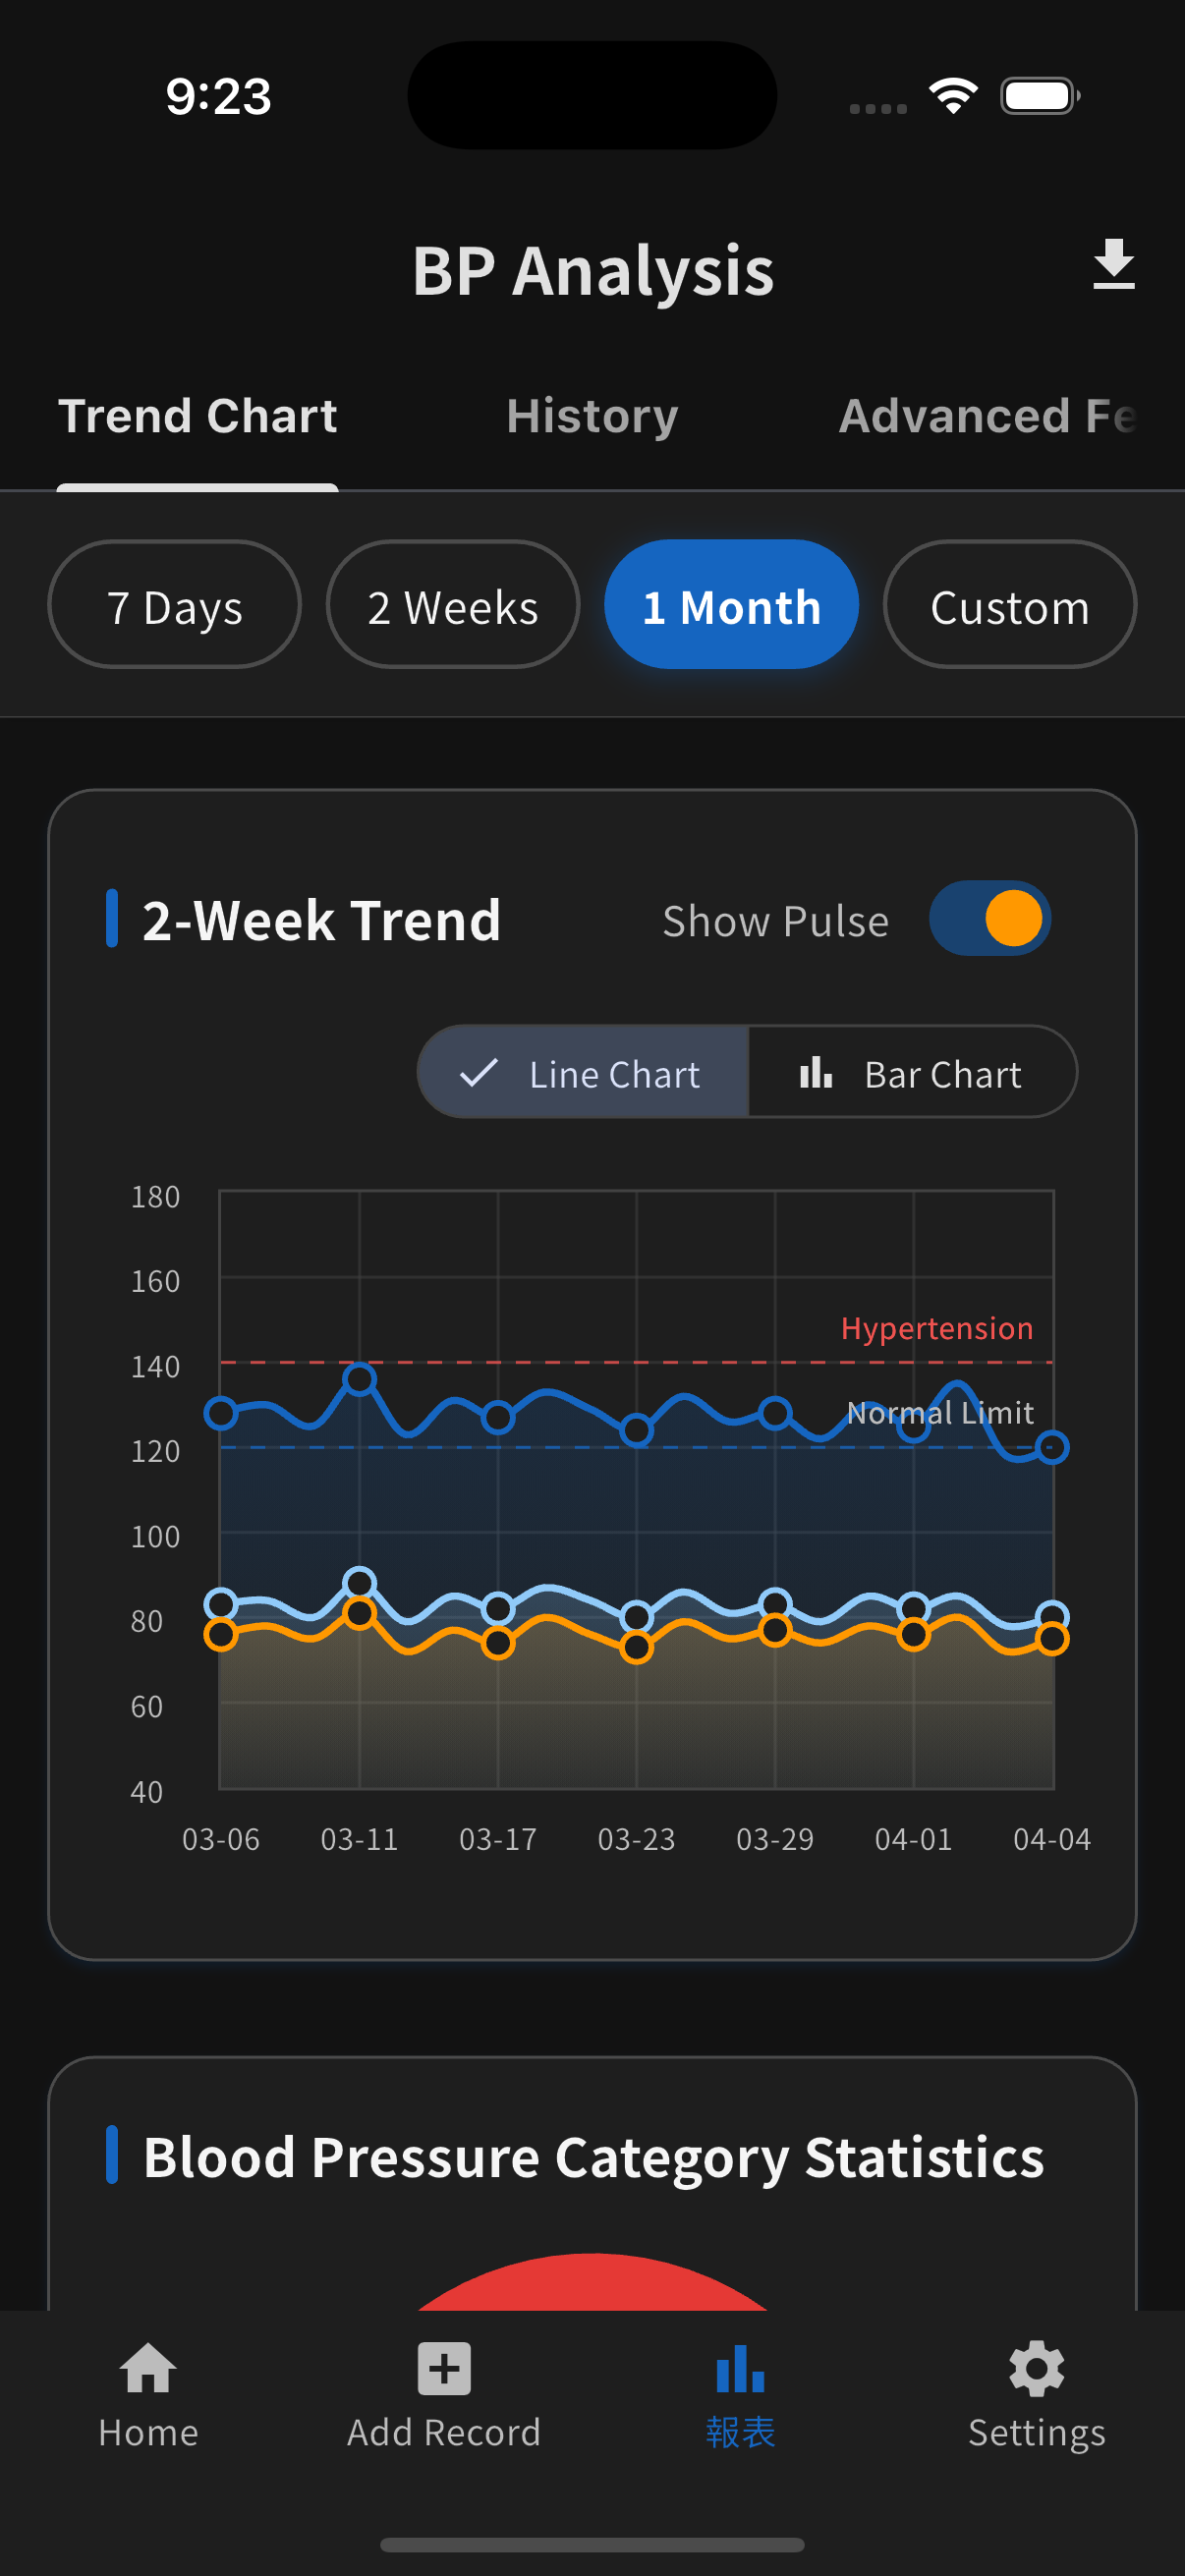 9:23
BP Analysis
Trend Chart History Advanced Fe
7 Days 2 Weeks 1 Month Custom
2-Week Trend Show Pulse
Line Chart Bar Chart
180
160
Hypertension
140
Normal Limit
120
100
80
60
40
03-06 03-11 03-17 03-23 03-29 04-01 04-04
Blood Pressure Category Statistics
Home Add Record 報表 Settings